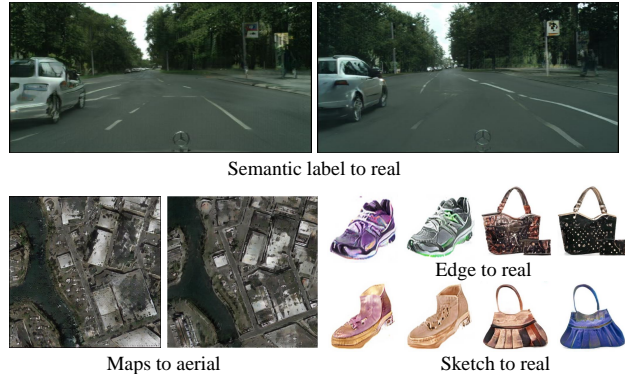 Semantic label to real
Edge to real
Maps to aerial
Sketch to real